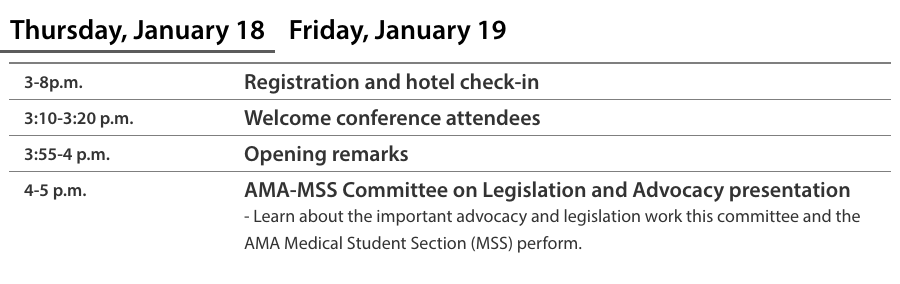 Thursday, January 18 Friday, January 19
3-8p.m. Registration and hotel check-in
3:10-3:20 p.m. Welcome conference attendees
3:55-4 p.m. Opening remarks
4-5 p.m. AMA-MSS Committee on Legislation and Advocacy presentation
- Learn about the important advocacy and legislation work this committee and the
AMA Medical Student Section (MSS) perform.